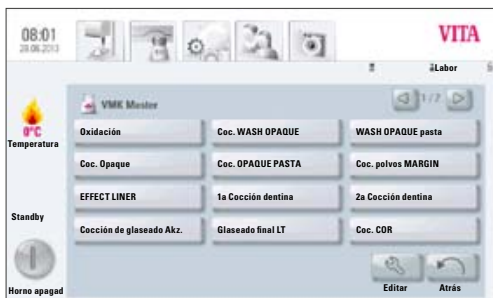 08:01
28.06.2013
VITA
Labor
VMK Master
1/2
0°C
Temperatura
Oxidación
Coc. WASH OPAQUE
WASH OPAQUE pasta
Coc. Opaque
Coc. OPAQUE PASTA
Coc. polvos MARGIN
EFFECT LINER
1a Cocción dentina
2a Cocción dentina
Standby
Cocción de glaseado Akz.
Glaseado final LT
Coc. COR
Horno apagad
Editar
Atrás